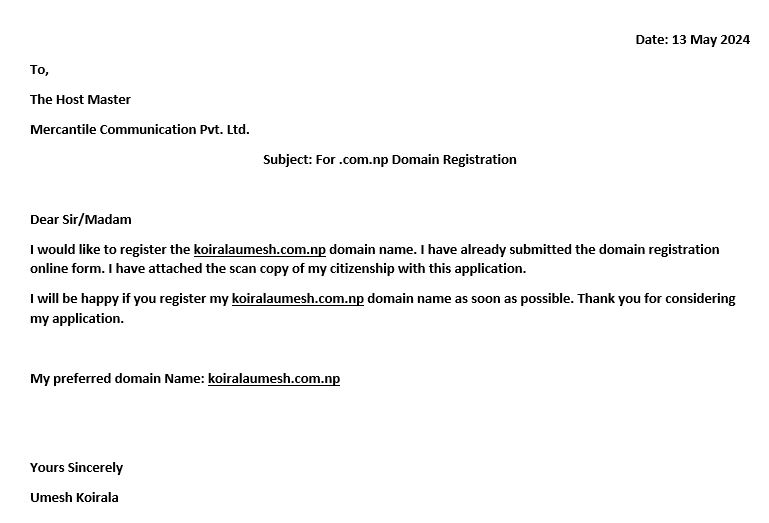 Date: 13 May 2024
To,
The Host Master
Mercantile Communication Pvt. Ltd.
Subject: For .com.np Domain Registration
Dear Sir/Madam
I would like to register the koiralaumesh.com.np domain name. I have already submitted the domain registration
online form. I have attached the scan copy of my citizenship with this application.
I will be happy if you register my koiralaumesh.com.np domain name as soon as possible. Thank you for considering
my application.
My preferred domain Name: koiralaumesh.com.np
Yours Sincerely
Umesh Koirala